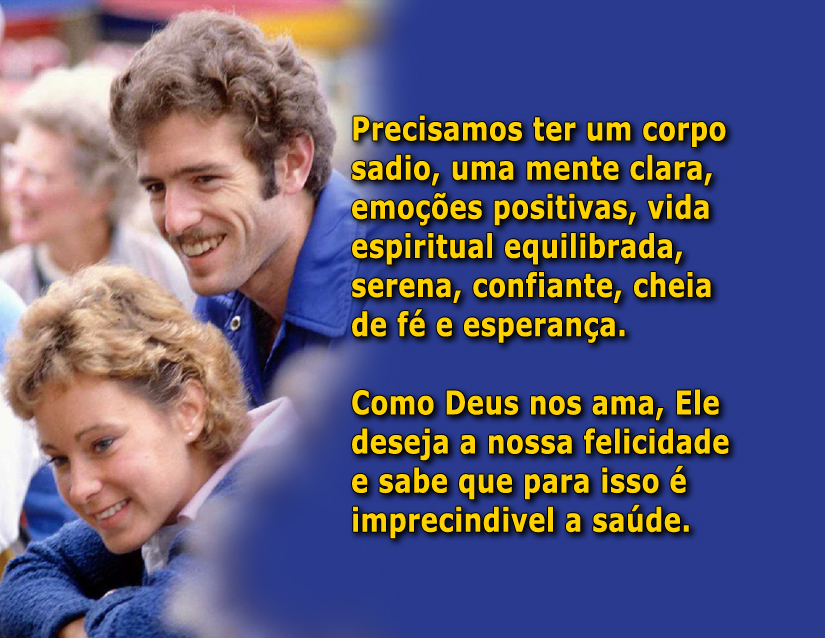 Precisamos ter um corpo
sadio, uma mente clara,
emoções positivas, vida
espiritual equilibrada,
serena, confiante, cheia
de fé e esperança.
Como Deus nos ama, Ele
deseja a nossa felicidade
e sabe que para isso é
imprecindivel a saúde.